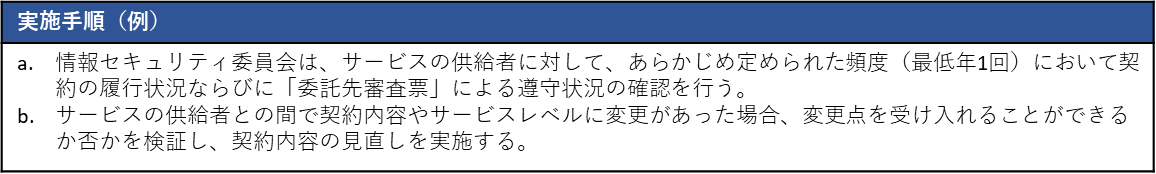 実施手順（例）
a. 情報セキュリティ委員会は、サービスの供給者に対して、あらかじめ定められた頻度（最低年1回）において契
約の履行状況ならびに「委託先審査票」による遵守状況の確認を行う。
b. サービスの供給者との間で契約内容やサービスレベルに変更があった場合、変更点を受け入れることができる
か否かを検証し、契約内容の見直しを実施する。